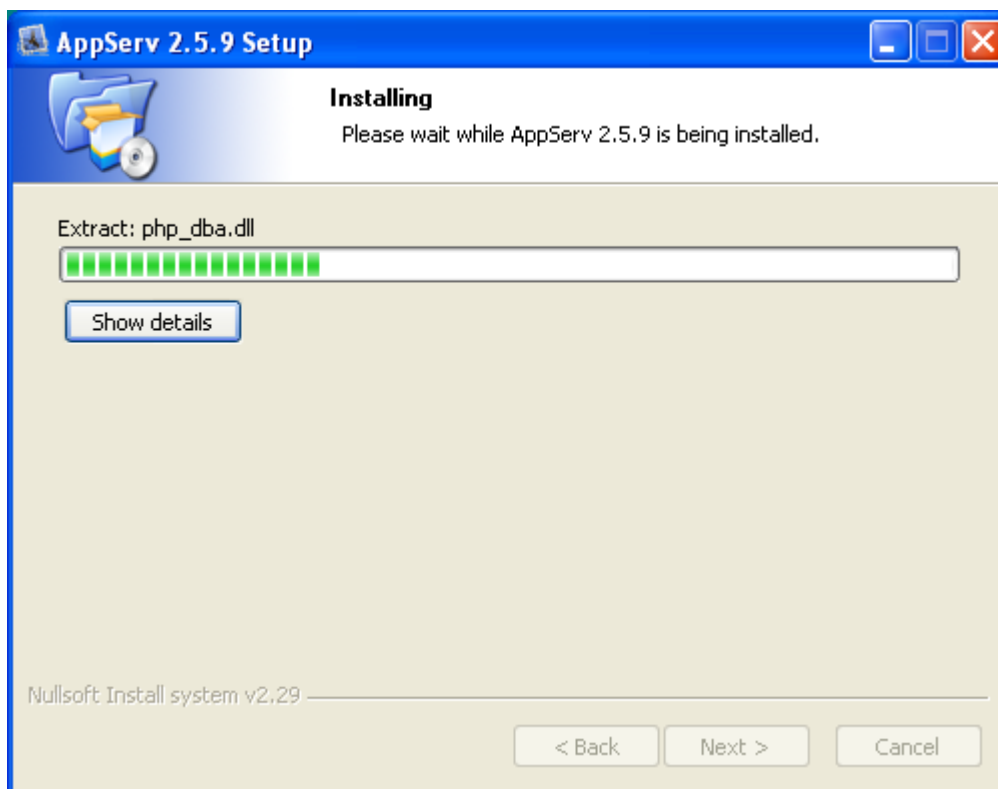 AppServ 2.5.9 Setup
Installing
Please wait while AppServ 2.5.9 is being installed.
Extract: php_dba.dll
Show details
Nullsoft Install system v2.29
< Back
Next >
Cancel